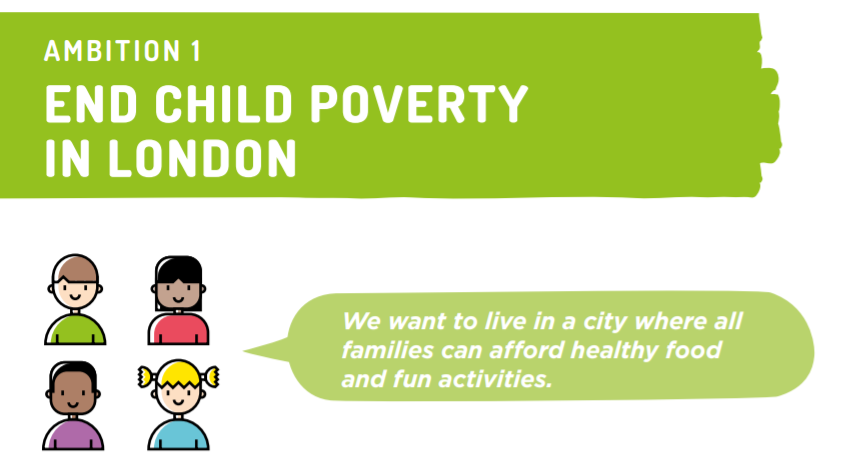 AMBITION 1
END CHILD POVERTY
IN LONDON
We want to live in a city where all
families can afford healthy food
and fun activities.